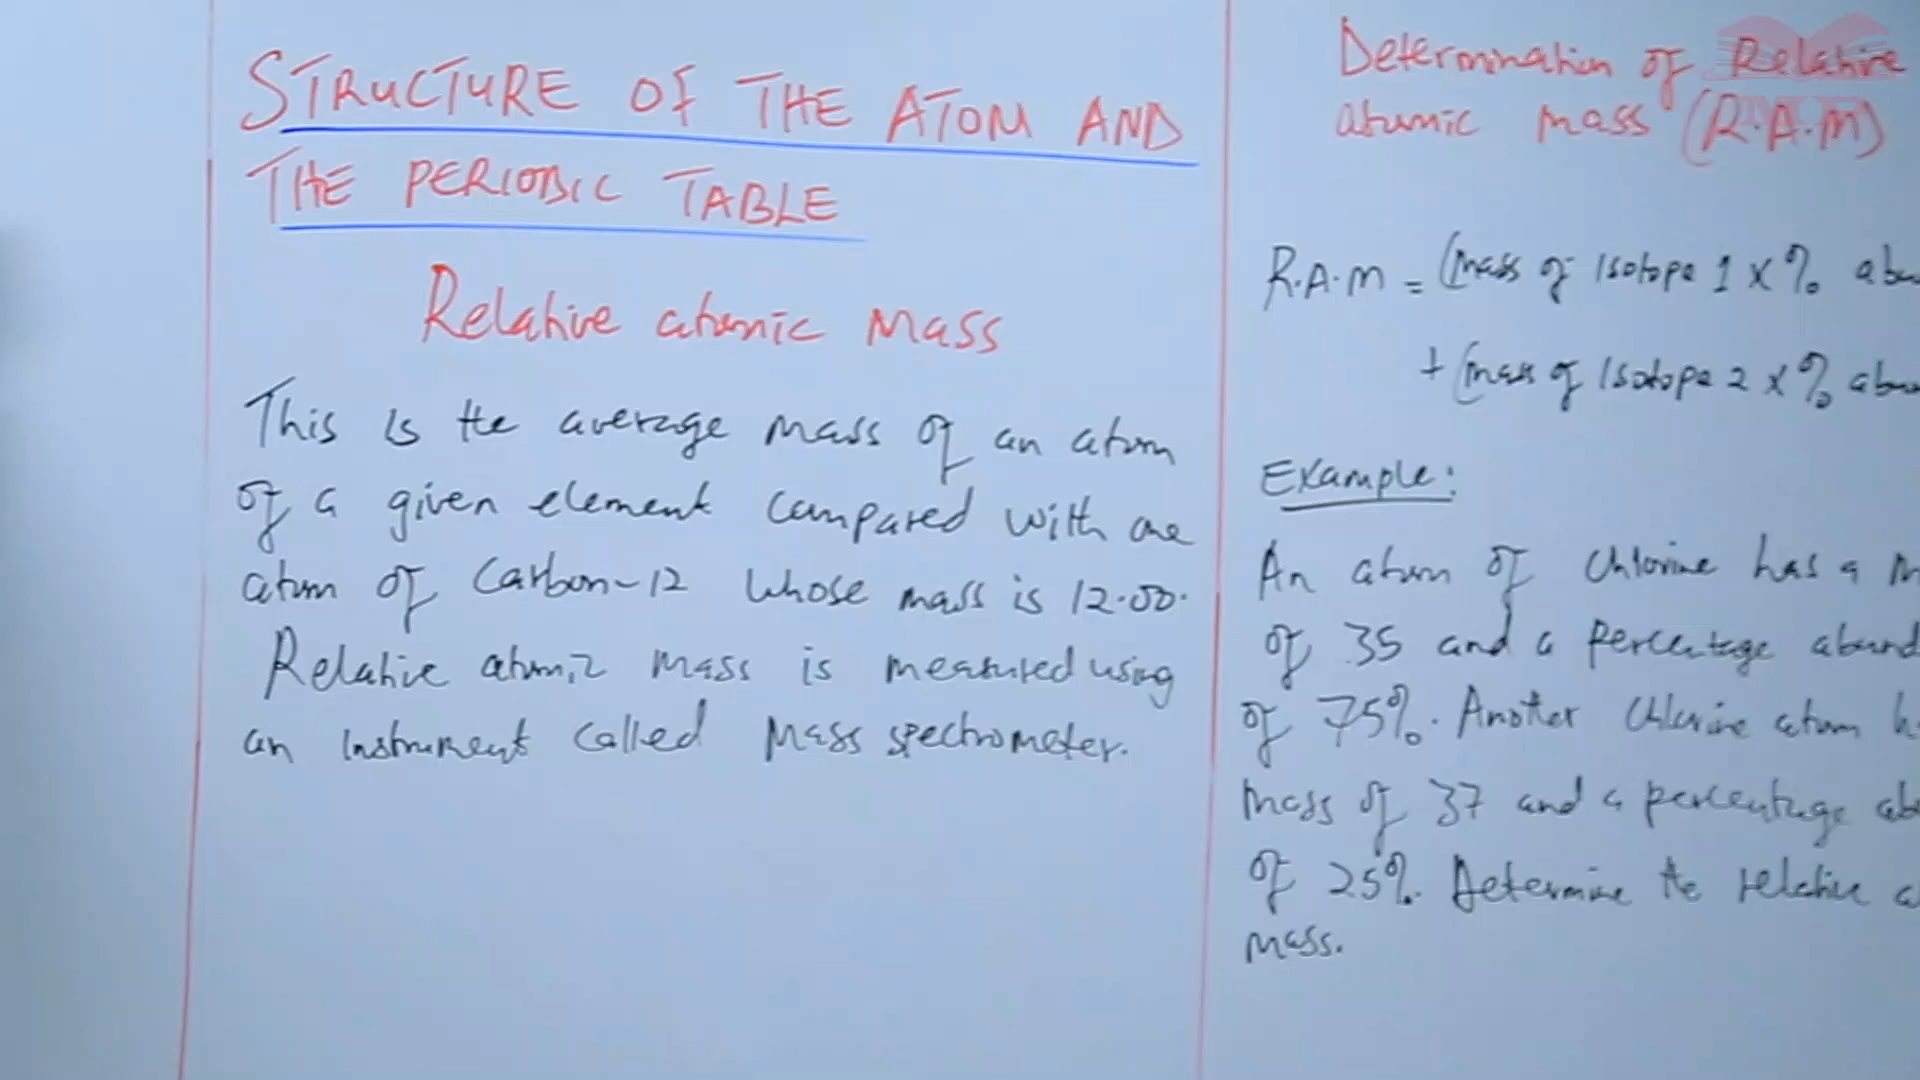 STRUCTURE OF THE ATOM AND
THE PERIODIC TABLE
Relative atomic Mass
This is the average mass of an atom
of a given element compared with one
atom of Carbon-12 whose mass is 12.00.
Relative atomic mass is measured using
an instrument called Mass spectrometer.
Determination of Relative
atomic mass (R.A.M)
R.A.M = (Mass of Isotope 1 x % abu
+ (mass of Isotope 2 x % abun
Example:
An atom of Chlorine has a m
of 35 and a percentage abund
of 75%. Another Chlorine atom h
mass of 37 and a percentage ab
of 25%. Determine the relative a
mass.